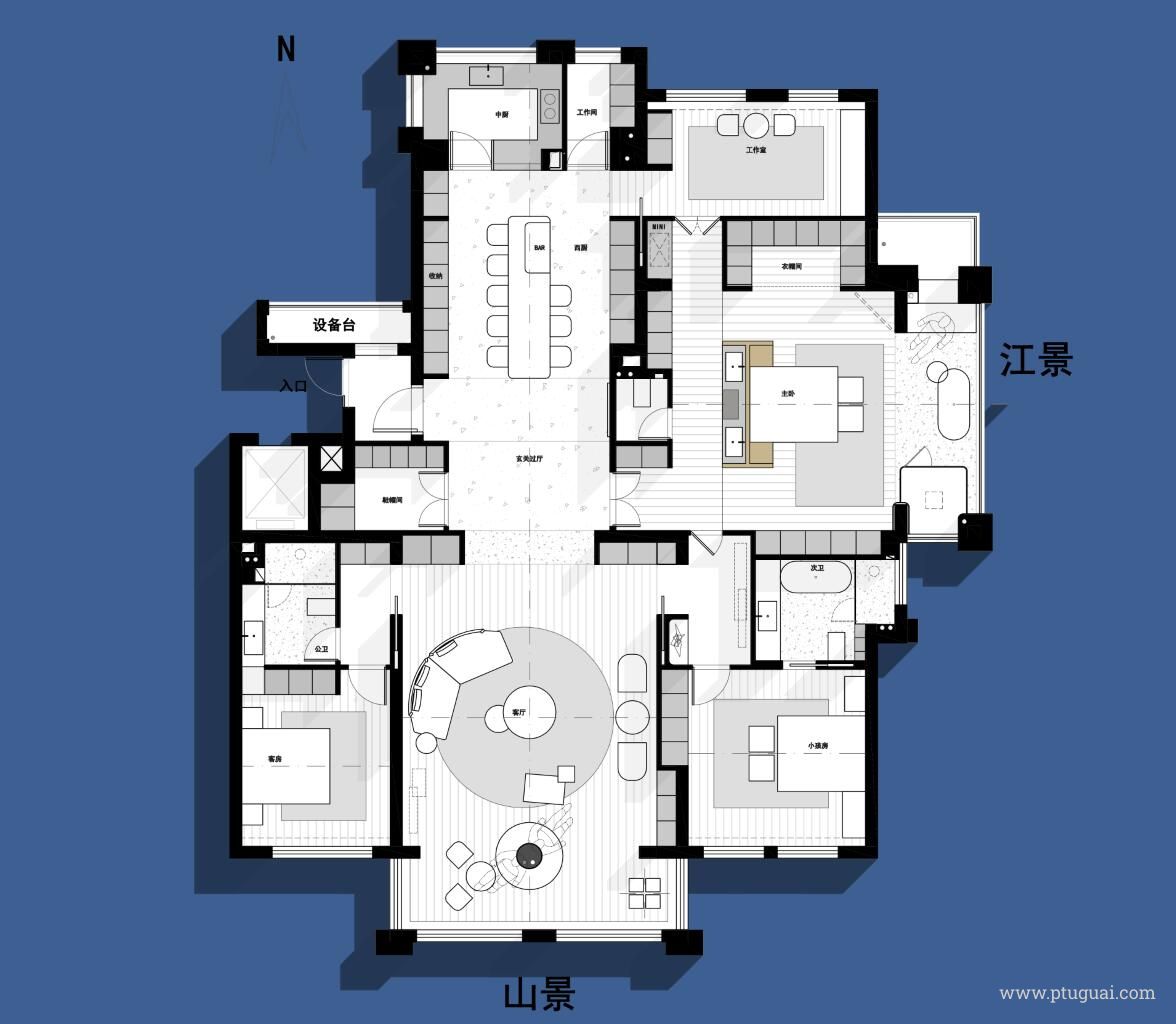 N
中厨
工作间
工作室
MINI
BAR
西厨
衣帽间
收纳
设备台
江景
入口
主卧
玄关过厅
鞋帽间
次卫
公卫
客厅
小孩房
客房
山景
www.ptuguai.com